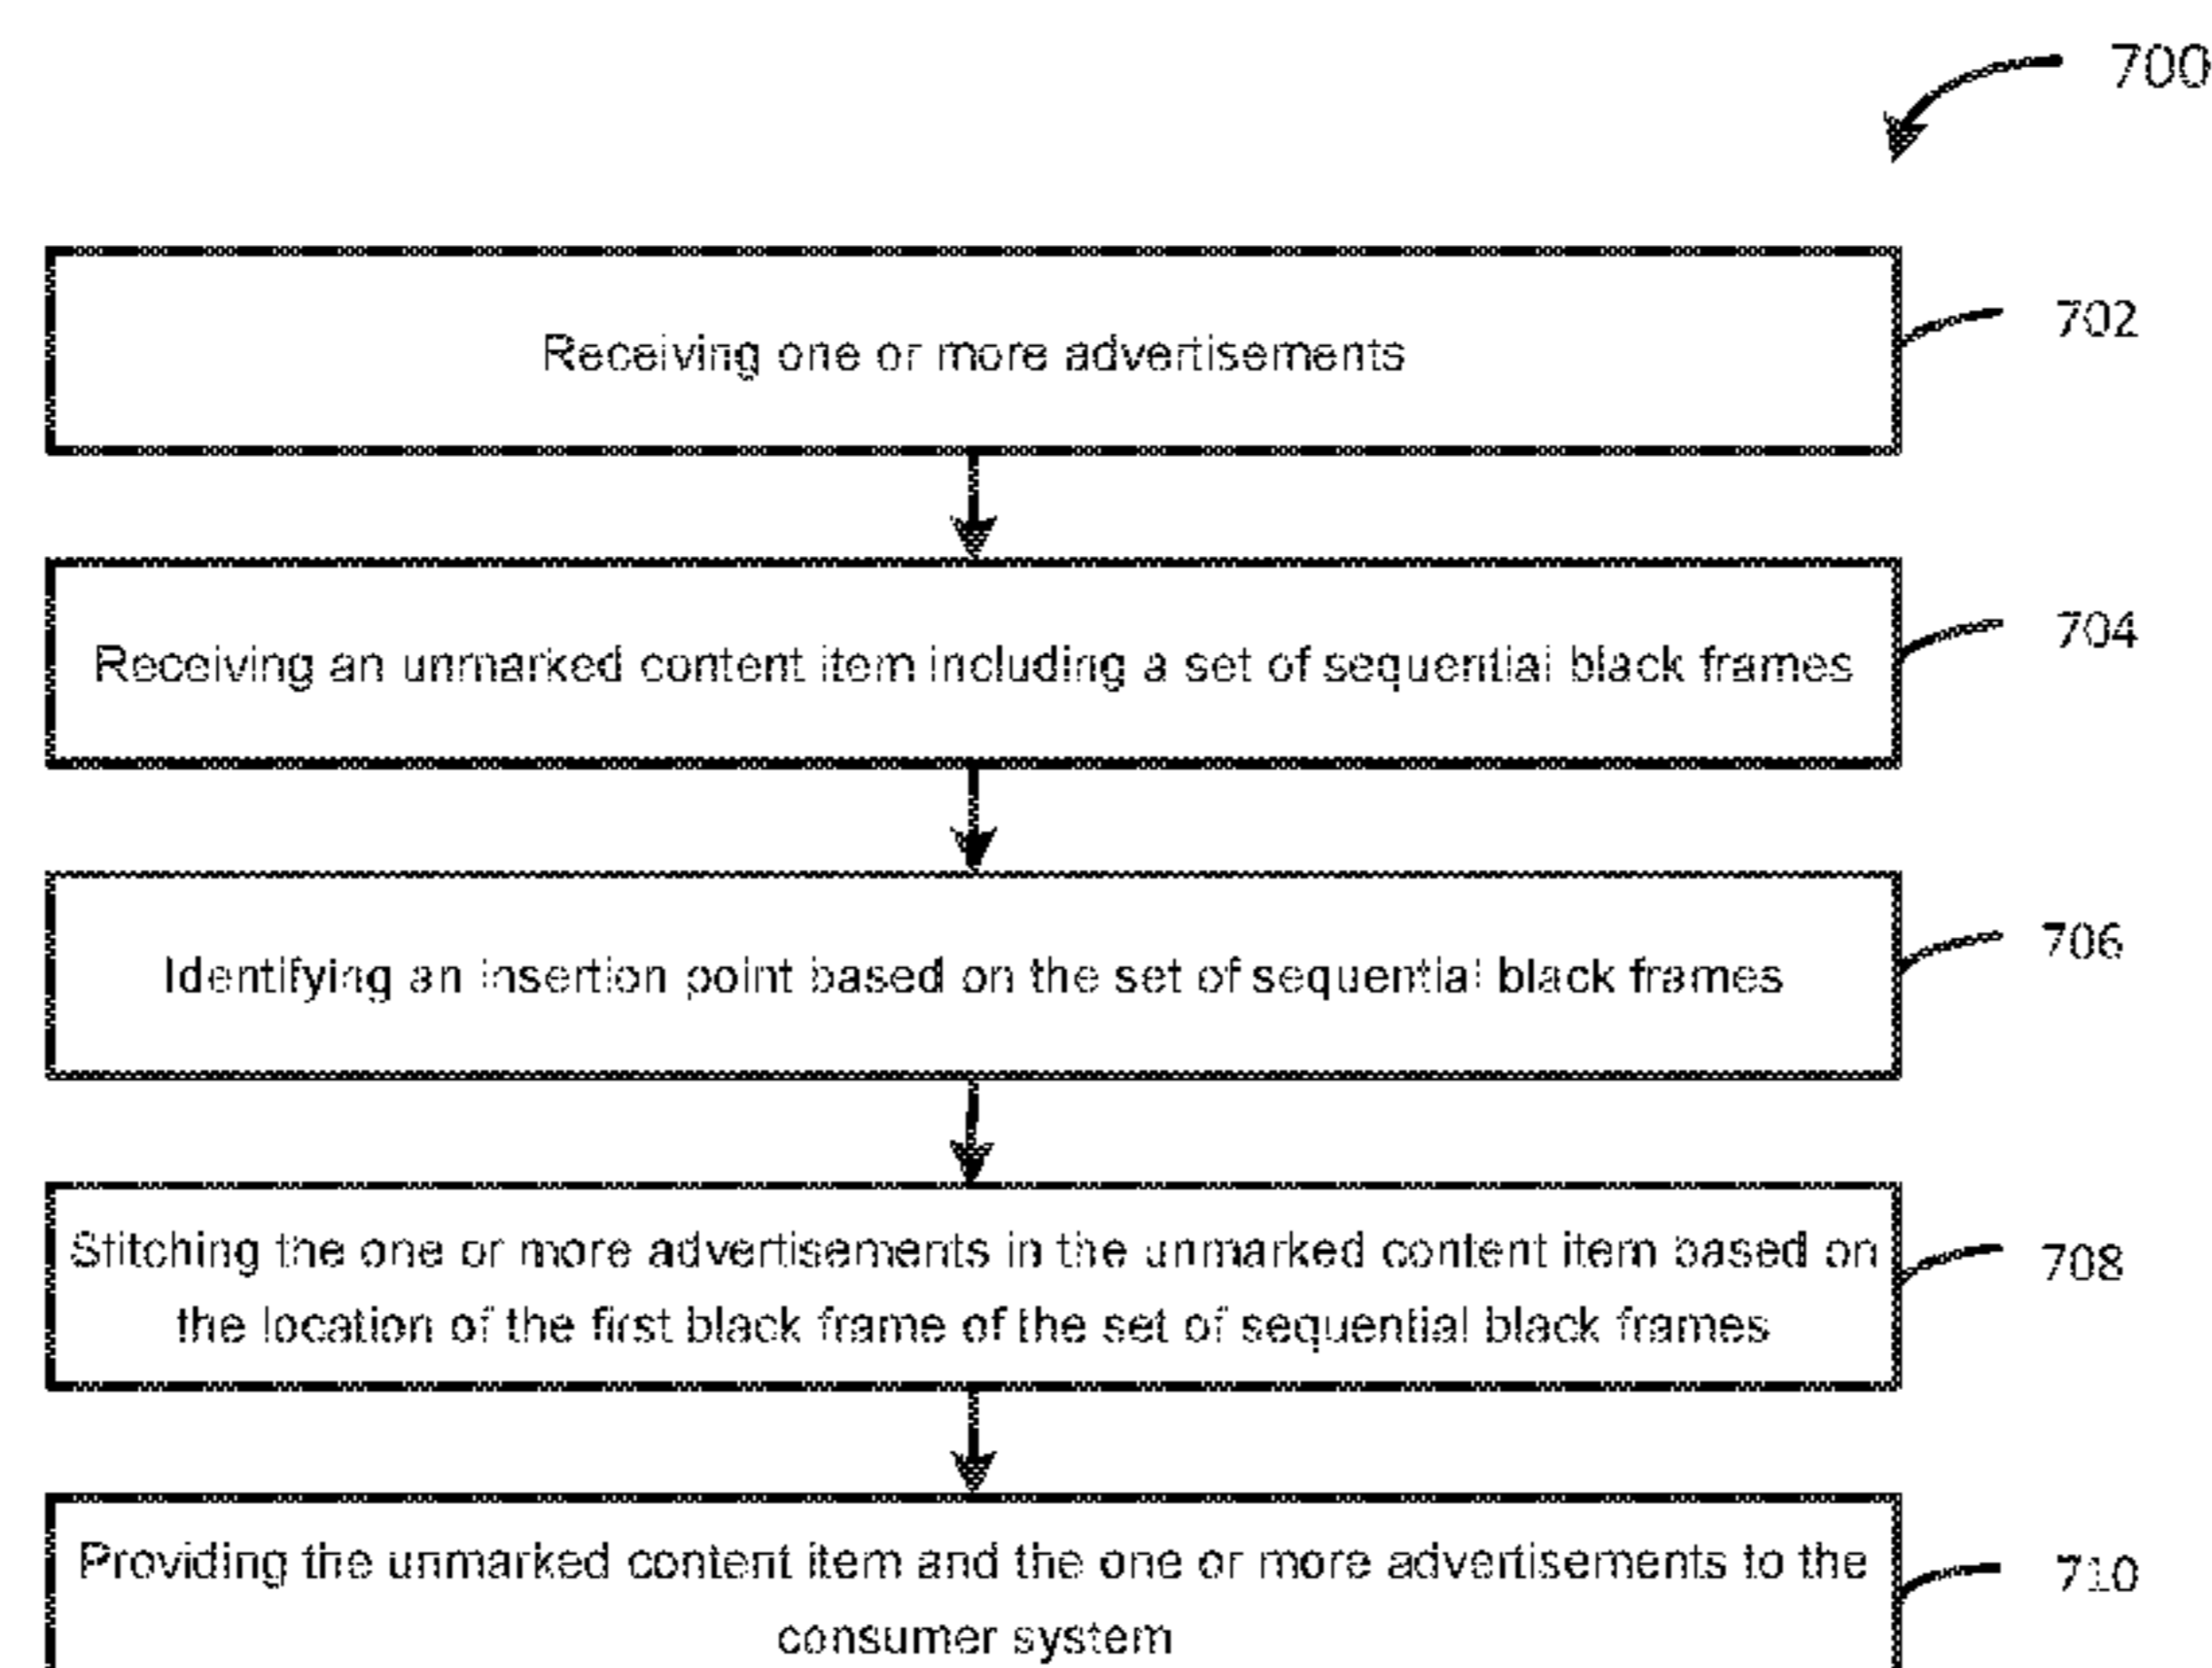 700
Receiving one or more advertisements
702
Receiving an unmarked content item including a set of sequential black frames
704
Identifying an insertion point based on the set of sequential black frames
706
Stitching the one or more advertisements in the unmarked content item based on
the location of the first black frame of the set of sequential black frames
708
Providing the unmarked content item and the one or more advertisements to the
consumer system
710